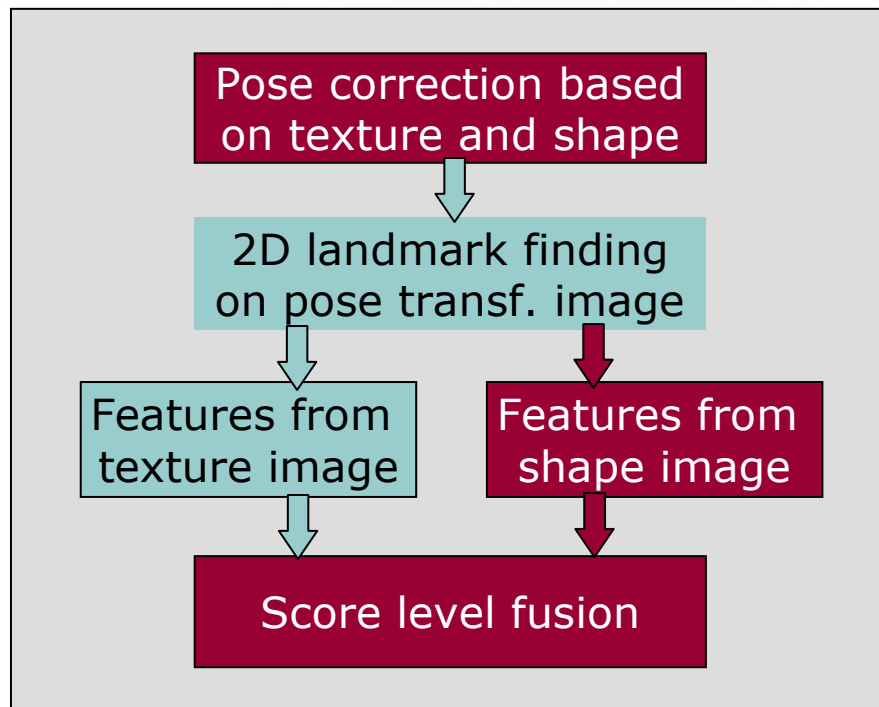 Pose correction based
on texture and shape
2D landmark finding
on pose transf. image
Features from
texture image
Features from
shape image
Score level fusion